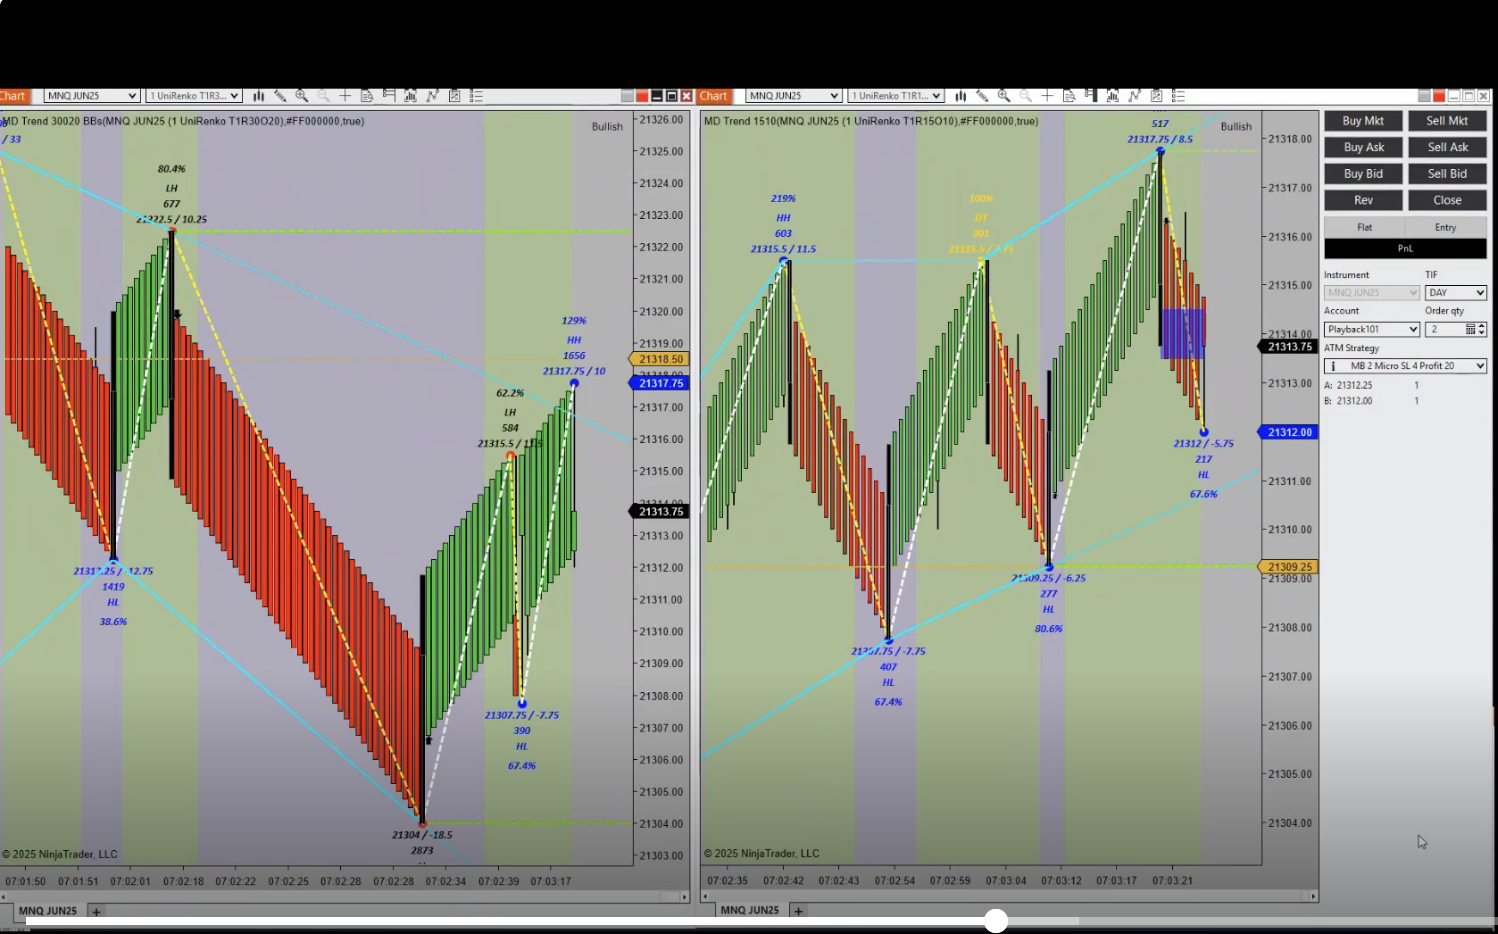 Chart
MNQ JUN25
1 UniRenko T1R3...
MD Trend 30020 BBs(MNQ JUN25 (1 UniRenko T1R30O20),#FF000000,true)
Bullish
/ 33
80.4%
LH
677
21322.5 / 10.25
21312.25 / -12.75
1419
HL
38.6%
129%
HH
1656
21317.75 / 10
62.2%
LH
584
21315.5 / 11.5
21307.75 / -7.75
390
HL
67.4%
21304 / -18.5
2873
© 2025 NinjaTrader, LLC
21326.00
21325.00
21324.00
21323.00
21322.00
21321.00
21320.00
21319.00
21318.50
21317.75
21317.00
21316.00
21315.00
21314.00
21313.75
21313.00
21312.00
21311.00
21310.00
21309.00
21308.00
21307.00
21306.00
21305.00
21304.00
21303.00
07:01:50 07:01:51 07:02:01 07:02:18 07:02:22 07:02:25 07:02:28 07:02:28 07:02:34 07:02:39 07:03:17
MNQ JUN25 +
Chart
MNQ JUN25
1 UniRenko T1R1...
MD Trend 1510(MNQ JUN25 (1 UniRenko T1R15O10),#FF000000,true)
Bullish
517
21317.75 / 8.5
219%
HH
603
21315.5 / 11.5
100%
DT
901
21315.5 / 7.75
21307.75 / -7.75
407
HL
67.4%
21309.25 / -6.25
277
HL
80.6%
21312 / -5.75
217
HL
67.6%
© 2025 NinjaTrader, LLC
21318.00
21317.00
21316.00
21315.00
21314.00
21313.75
21313.00
21312.00
21311.00
21310.00
21309.25
21309.00
21308.00
21307.00
21306.00
21305.00
21304.00
07:02:35 07:02:42 07:02:43 07:02:54 07:02:59 07:03:04 07:03:12 07:03:17 07:03:21
MNQ JUN25 +
Buy Mkt Sell Mkt
Buy Ask Sell Ask
Buy Bid Sell Bid
Rev Close
Flat Entry
PnL
Instrument TIF
MNQ JUN25 DAY
Account Order qty
Playback101 2
ATM Strategy
MB 2 Micro SL 4 Profit 20
A: 21312.25 1
B: 21312.00 1